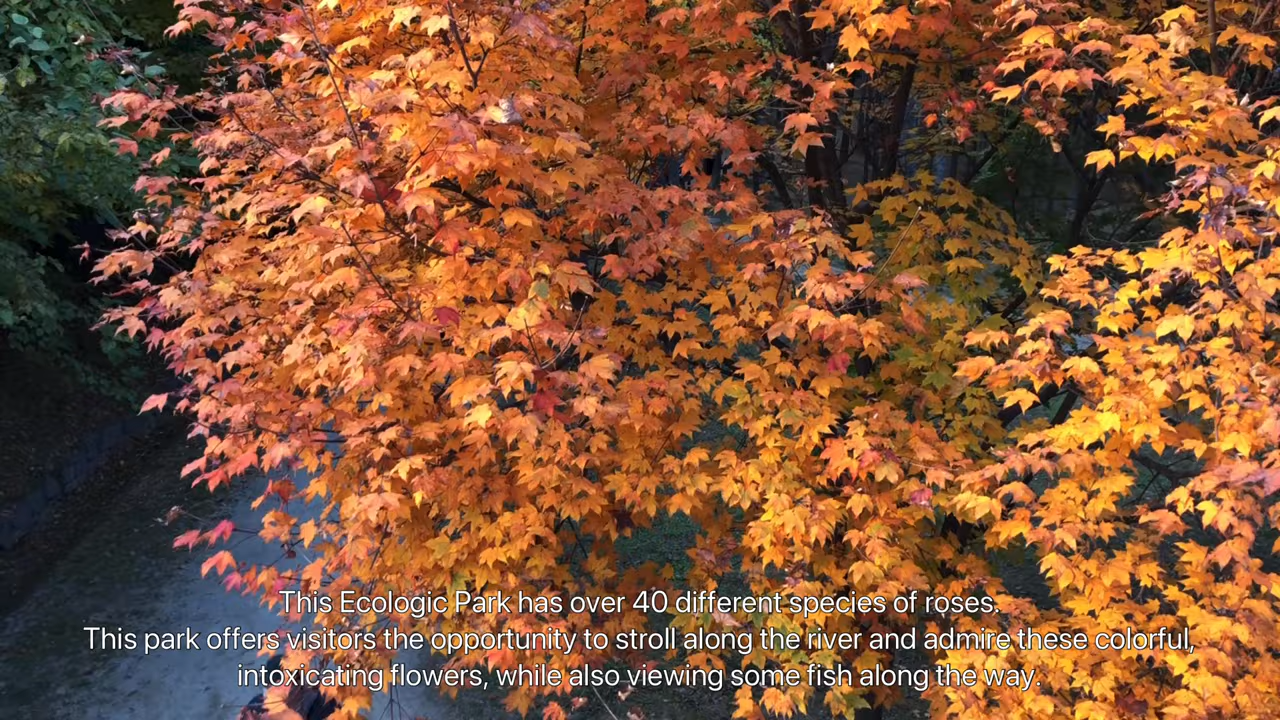 This Ecologic Park has over 40 different species of roses.
This park offers visitors the opportunity to stroll along the river and admire these colorful,
intoxicating flowers, while also viewing some fish along the way.